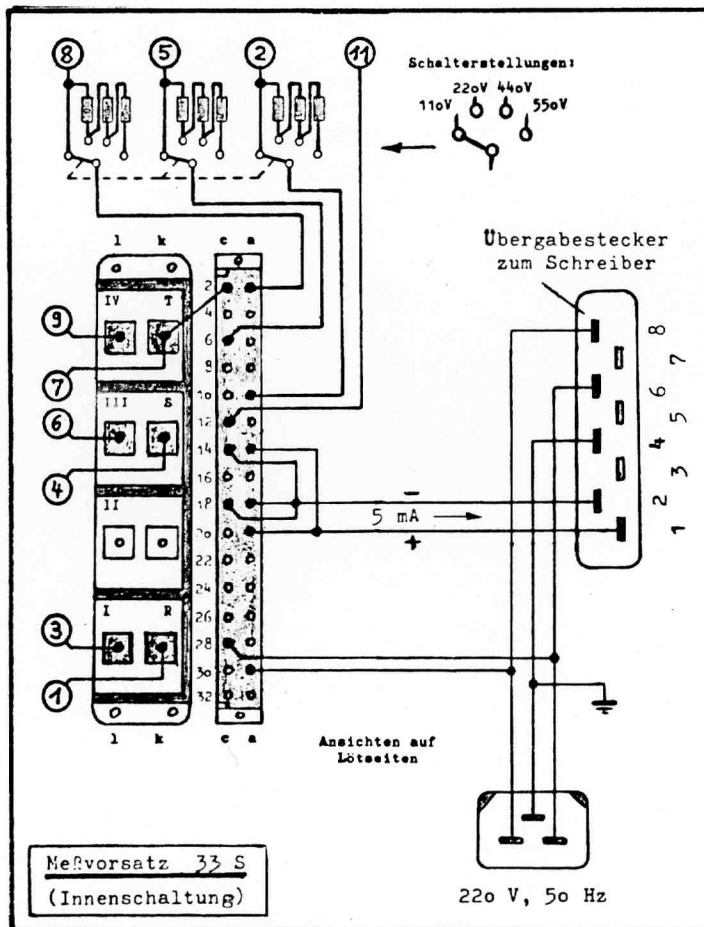 8 5 2 11
Schalterstellungen:
220V 440V
110V 550V
Übergabestecker
zum Schreiber
l k
c a
IV T
III S
II
I R
9
7
6
4
3
1
2
4
6
8
10
12
14
16
18
20
22
24
26
28
30
32
8
7
6
5
4
3
2
1
−
5 mA →
+
l k
c a
Ansichten auf
Lötseiten
Meßvorsatz 33 S
(Innenschaltung)
220 V, 50 Hz